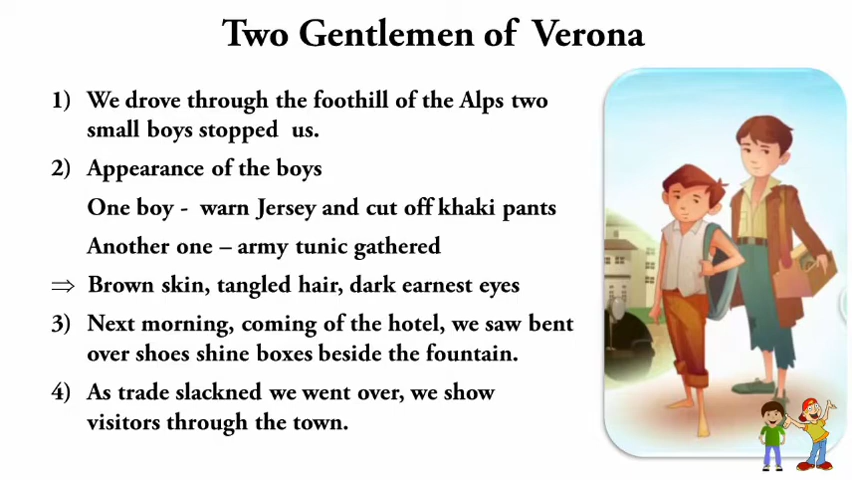 Two Gentlemen of Verona
1) We drove through the foothill of the Alps two
small boys stopped us.
2) Appearance of the boys
One boy - warn Jersey and cut off khaki pants
Another one – army tunic gathered
⇒ Brown skin, tangled hair, dark earnest eyes
3) Next morning, coming of the hotel, we saw bent
over shoes shine boxes beside the fountain.
4) As trade slackned we went over, we show
visitors through the town.